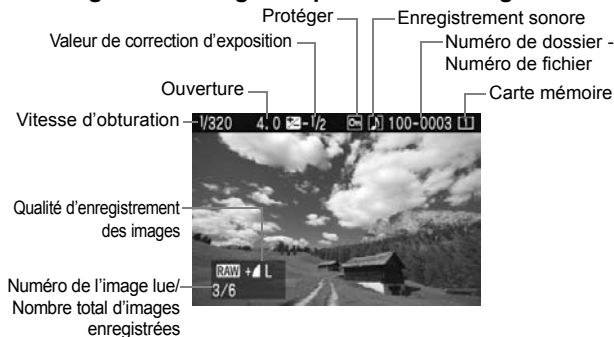 Protéger
Enregistrement sonore
Valeur de correction d'exposition
Numéro de dossier -
Numéro de fichier
Ouverture
Carte mémoire
Vitesse d'obturation
1/320 4.0 -1/2 100-0003 1
Qualité d'enregistrement
des images
RAW + L
3/6
Numéro de l'image lue/
Nombre total d'images
enregistrées